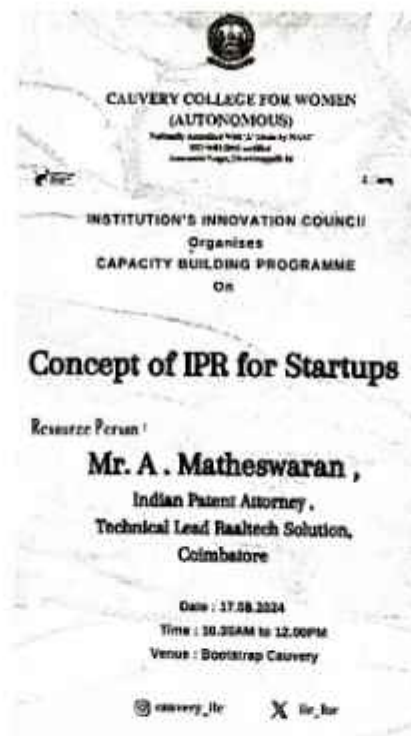 CAUVERY COLLEGE FOR WOMEN
(AUTONOMOUS)
INSTITUTION'S INNOVATION COUNCIL
Organises
CAPACITY BUILDING PROGRAMME
On
Concept of IPR for Startups
Resource Person :
Mr. A . Matheswaran ,
Indian Patent Attorney ,
Technical Lead Raaltech Solution,
Coimbatore
Date : 17.08.2024
Time : 10.30AM to 12.00PM
Venue : Bootstrap Cauvery